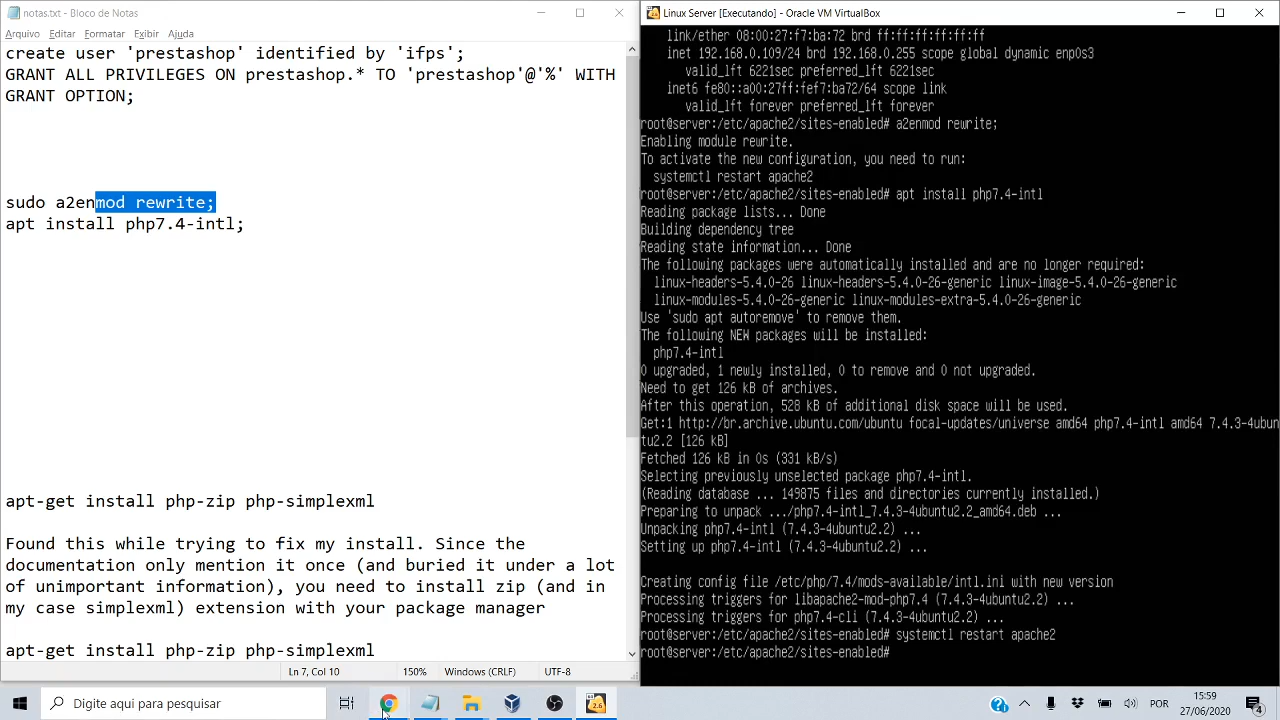 notas.txt - Bloco de Notas
Arquivo Editar Formatar Exibir Ajuda
create user 'prestashop' identified by 'ifps';
GRANT ALL PRIVILEGES ON prestashop.* TO 'prestashop'@'%' WITH
GRANT OPTION;
sudo a2enmod rewrite;
apt install php7.4-intl;
apt-get install php-zip php-simplexml
Found this while trying to fix my install. Since the
documentation only mention it once (and buried it under a lot
of unimportant information), you need to install zip (and in
my case simplexml) extension with your package manager
apt-get install php-zip php-simplexml
Ln 7, Col 10 150% Windows (CRLF) UTF-8
Linux Server [Executando] - Oracle VM VirtualBox
link/ether 08:00:27:f7:ba:72 brd ff:ff:ff:ff:ff:ff
inet 192.168.0.109/24 brd 192.168.0.255 scope global dynamic enp0s3
valid_lft 6221sec preferred_lft 6221sec
inet6 fe80::a00:27ff:fef7:ba72/64 scope link
valid_lft forever preferred_lft forever
root@server:/etc/apache2/sites-enabled# a2enmod rewrite;
Enabling module rewrite.
To activate the new configuration, you need to run:
systemctl restart apache2
root@server:/etc/apache2/sites-enabled# apt install php7.4-intl
Reading package lists... Done
Building dependency tree
Reading state information... Done
The following packages were automatically installed and are no longer required:
linux-headers-5.4.0-26 linux-headers-5.4.0-26-generic linux-image-5.4.0-26-generic
linux-modules-5.4.0-26-generic linux-modules-extra-5.4.0-26-generic
Use 'sudo apt autoremove' to remove them.
The following NEW packages will be installed:
php7.4-intl
0 upgraded, 1 newly installed, 0 to remove and 0 not upgraded.
Need to get 126 kB of archives.
After this operation, 528 kB of additional disk space will be used.
Get:1 http://br.archive.ubuntu.com/ubuntu focal-updates/universe amd64 php7.4-intl amd64 7.4.3-4ubun
tu2.2 [126 kB]
Fetched 126 kB in 0s (331 kB/s)
Selecting previously unselected package php7.4-intl.
(Reading database ... 149875 files and directories currently installed.)
Preparing to unpack .../php7.4-intl_7.4.3-4ubuntu2.2_amd64.deb ...
Unpacking php7.4-intl (7.4.3-4ubuntu2.2) ...
Setting up php7.4-intl (7.4.3-4ubuntu2.2) ...
Creating config file /etc/php/7.4/mods-available/intl.ini with new version
Processing triggers for libapache2-mod-php7.4 (7.4.3-4ubuntu2.2) ...
Processing triggers for php7.4-cli (7.4.3-4ubuntu2.2) ...
root@server:/etc/apache2/sites-enabled# systemctl restart apache2
root@server:/etc/apache2/sites-enabled#
Digite aqui para pesquisar
2.6
POR
15:59
27/06/2020
4